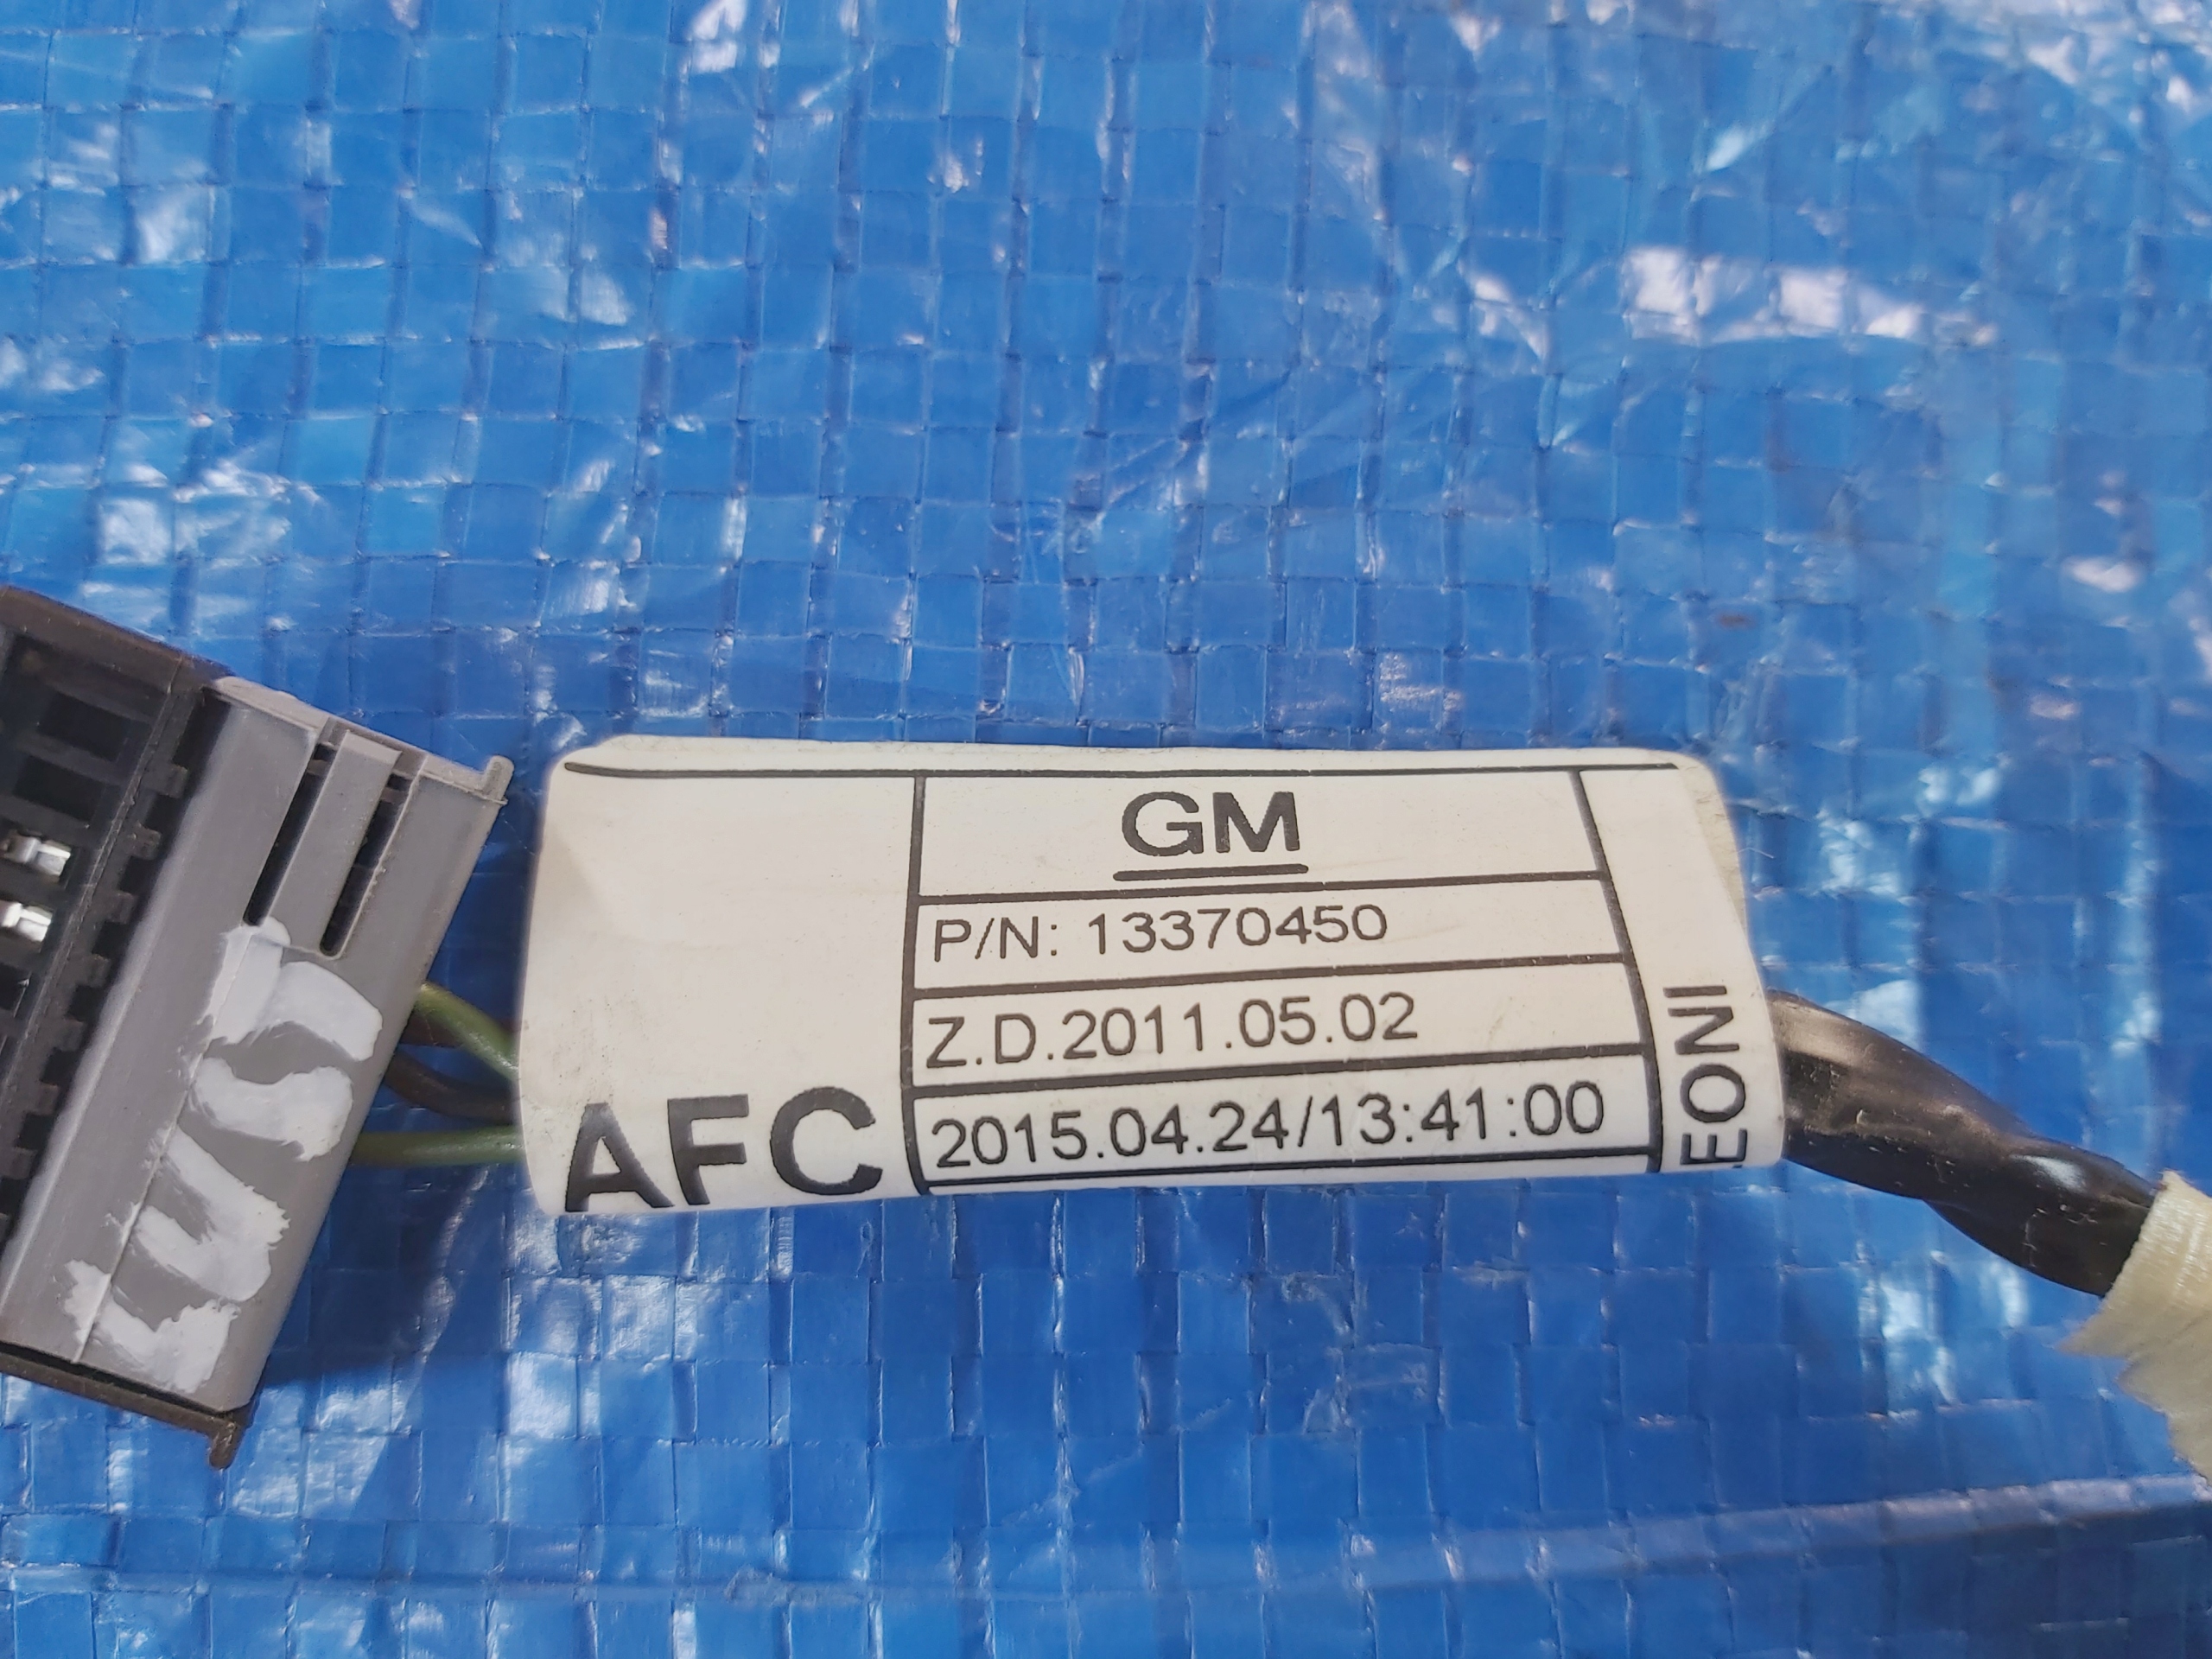 GM
P/N: 13370450
Z.D.2011.05.02
2015.04.24/13:41:00
AFC
LEONI